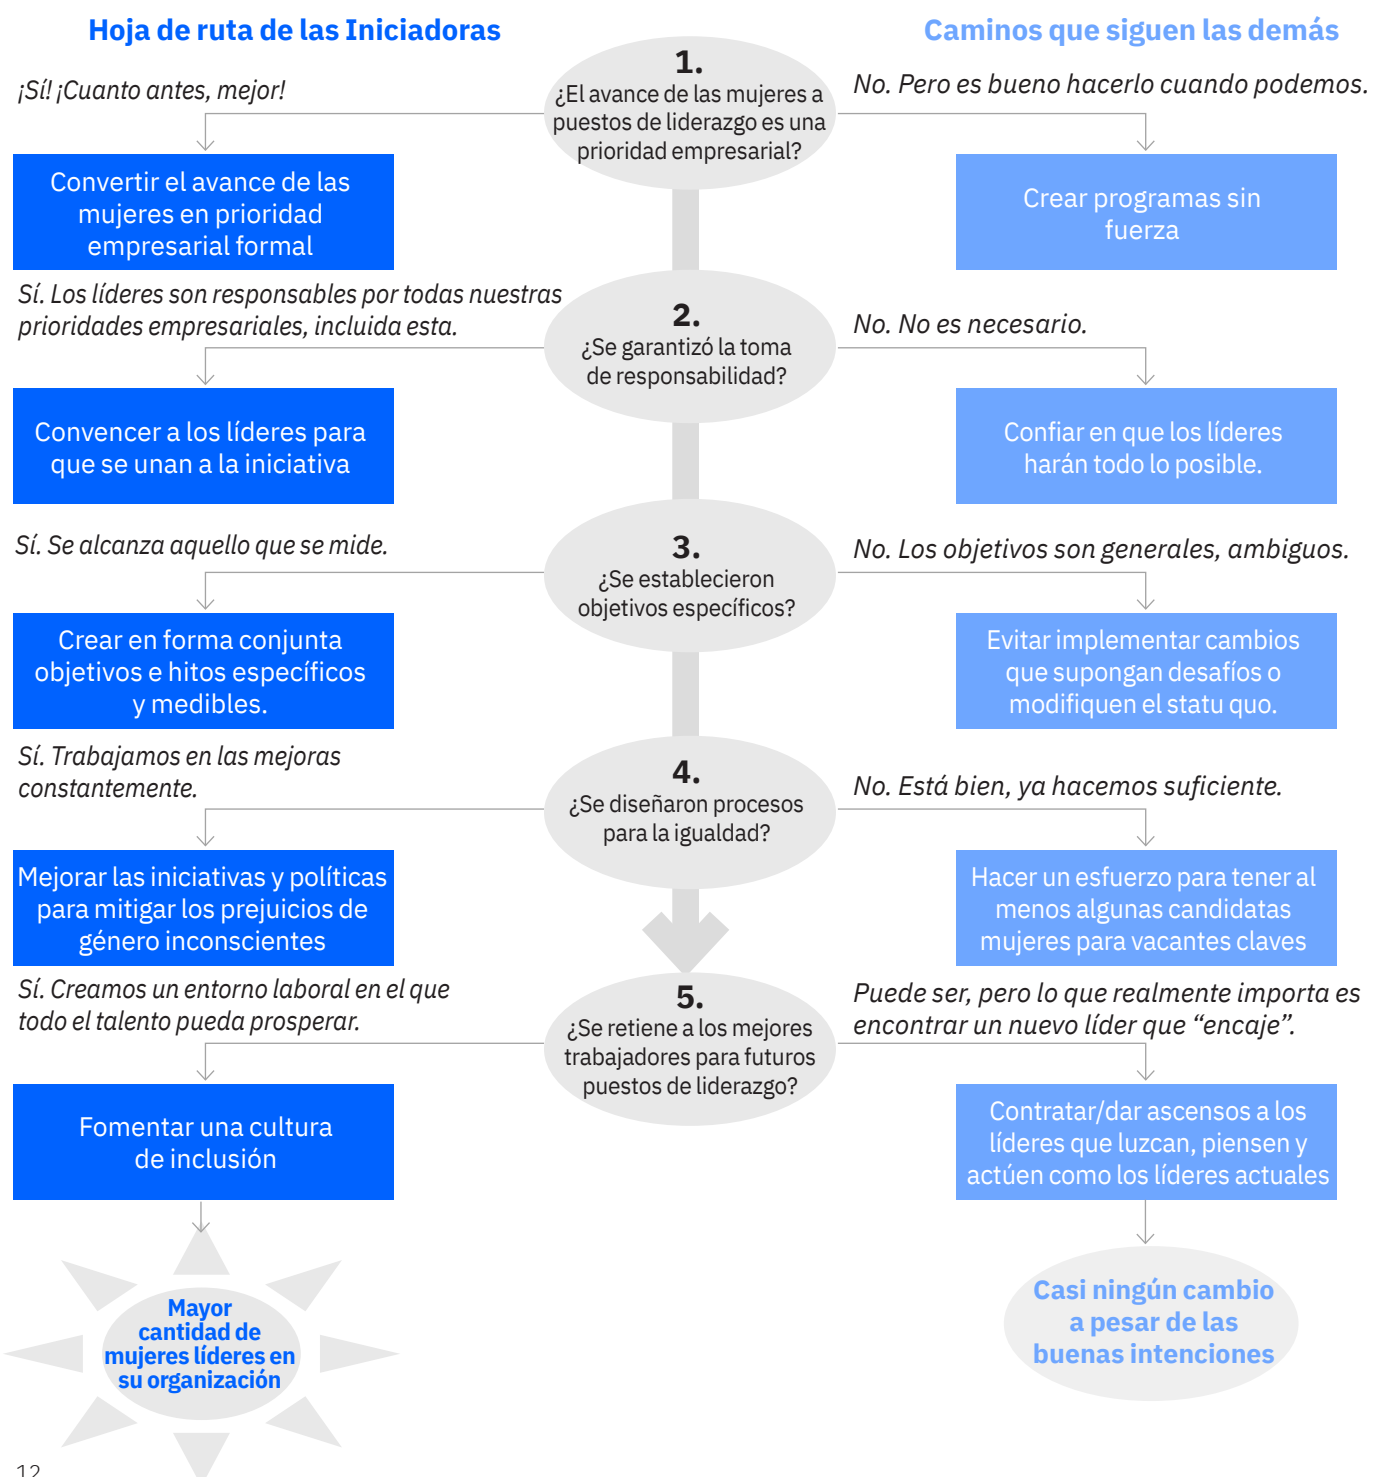 Hoja de ruta de las Iniciadoras
Caminos que siguen las demás
1.
¿El avance de las mujeres a
puestos de liderazgo es una
prioridad empresarial?
¡Sí! ¡Cuanto antes, mejor!
No. Pero es bueno hacerlo cuando podemos.
Convertir el avance de las
mujeres en prioridad
empresarial formal
Crear programas sin
fuerza
2.
¿Se garantizó la toma
de responsabilidad?
Sí. Los líderes son responsables por todas nuestras
prioridades empresariales, incluida esta.
No. No es necesario.
Convencer a los líderes para
que se unan a la iniciativa
Confiar en que los líderes
harán todo lo posible.
3.
¿Se establecieron
objetivos específicos?
Sí. Se alcanza aquello que se mide.
No. Los objetivos son generales, ambiguos.
Crear en forma conjunta
objetivos e hitos específicos
y medibles.
Evitar implementar cambios
que supongan desafíos o
modifiquen el statu quo.
4.
¿Se diseñaron procesos
para la igualdad?
Sí. Trabajamos en las mejoras
constantemente.
No. Está bien, ya hacemos suficiente.
Mejorar las iniciativas y políticas
para mitigar los prejuicios de
género inconscientes
Hacer un esfuerzo para tener al
menos algunas candidatas
mujeres para vacantes claves
5.
¿Se retiene a los mejores
trabajadores para futuros
puestos de liderazgo?
Sí. Creamos un entorno laboral en el que
todo el talento pueda prosperar.
Puede ser, pero lo que realmente importa es
encontrar un nuevo líder que “encaje”.
Fomentar una cultura
de inclusión
Contratar/dar ascensos a los
líderes que luzcan, piensen y
actúen como los líderes actuales
Mayor
cantidad de
mujeres líderes en
su organización
Casi ningún cambio
a pesar de las
buenas intenciones
12